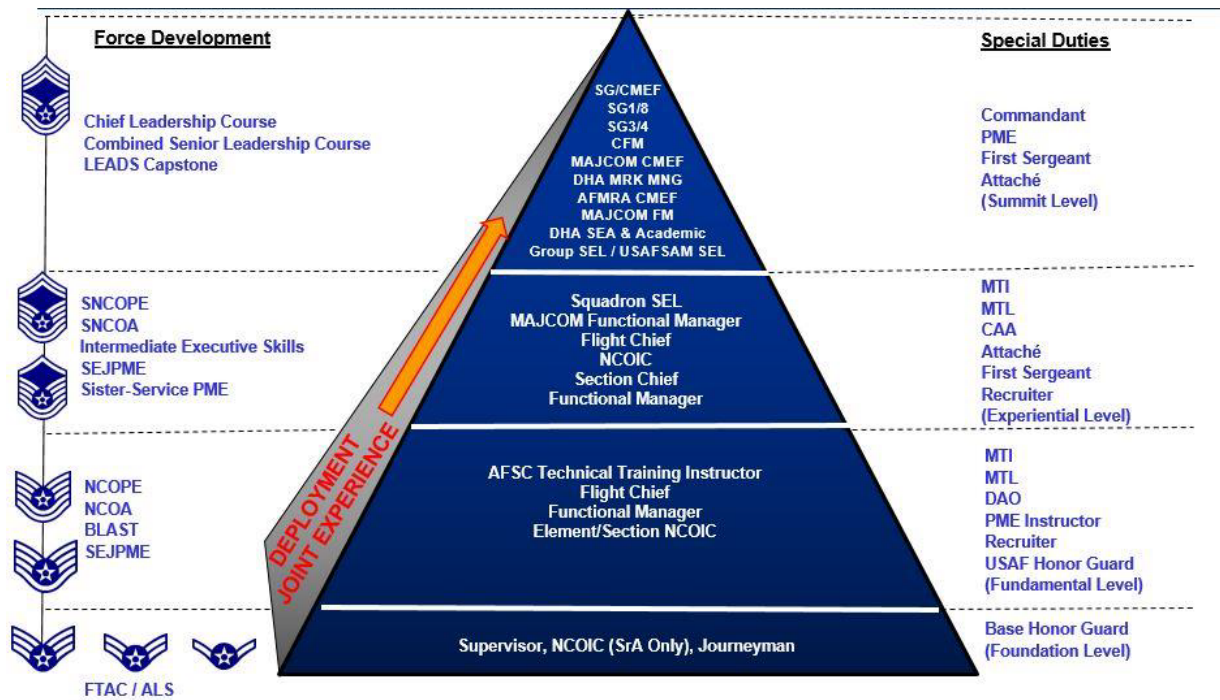 Force Development
Special Duties
Chief Leadership Course
Combined Senior Leadership Course
LEADS Capstone
SG/CMEF
SG1/8
SG3/4
CFM
MAJCOM CMEF
DHA MRK MNG
AFMRA CMEF
MAJCOM FM
DHA SEA & Academic
Group SEL / USAFSAM SEL
Commandant
PME
First Sergeant
Attaché
(Summit Level)
SNCOPE
SNCOA
Intermediate Executive Skills
SEJPME
Sister-Service PME
Squadron SEL
MAJCOM Functional Manager
Flight Chief
NCOIC
Section Chief
Functional Manager
MTI
MTL
CAA
Attaché
First Sergeant
Recruiter
(Experiential Level)
DEPLOYMENT
JOINT EXPERIENCE
NCOPE
NCOA
BLAST
SEJPME
AFSC Technical Training Instructor
Flight Chief
Functional Manager
Element/Section NCOIC
MTI
MTL
DAO
PME Instructor
Recruiter
USAF Honor Guard
(Fundamental Level)
FTAC / ALS
Supervisor, NCOIC (SrA Only), Journeyman
Base Honor Guard
(Foundation Level)